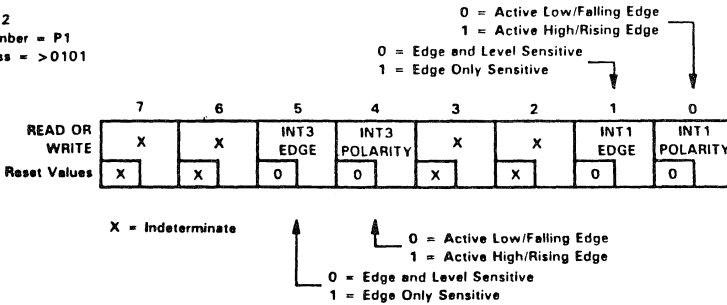 2
nber = P1
ss = >0101
0 = Active Low/Falling Edge
1 = Active High/Rising Edge
0 = Edge and Level Sensitive
1 = Edge Only Sensitive
7 6 5 4 3 2 1 0
READ OR
WRITE
X X INT3 EDGE INT3 POLARITY X X INT1 EDGE INT1 POLARITY
Reset Values X X 0 0 X X 0 0
X = Indeterminate
0 = Active Low/Falling Edge
1 = Active High/Rising Edge
0 = Edge and Level Sensitive
1 = Edge Only Sensitive